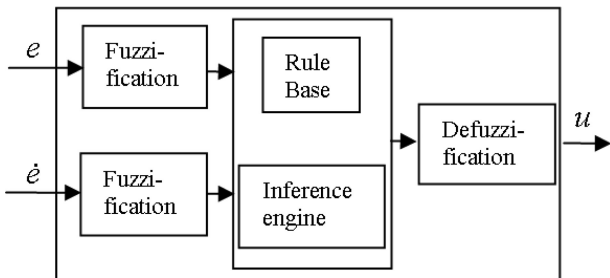 e
Fuzzi-
fication
Rule
Base
Defuzzi-
fication
u
ė
Fuzzi-
fication
Inference
engine